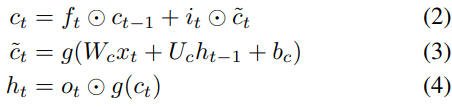 c_t = f_t ⊙ c_{t−1} + i_t ⊙ c̃_t (2)
c̃_t = g(W_c x_t + U_c h_{t−1} + b_c) (3)
h_t = o_t ⊙ g(c_t) (4)